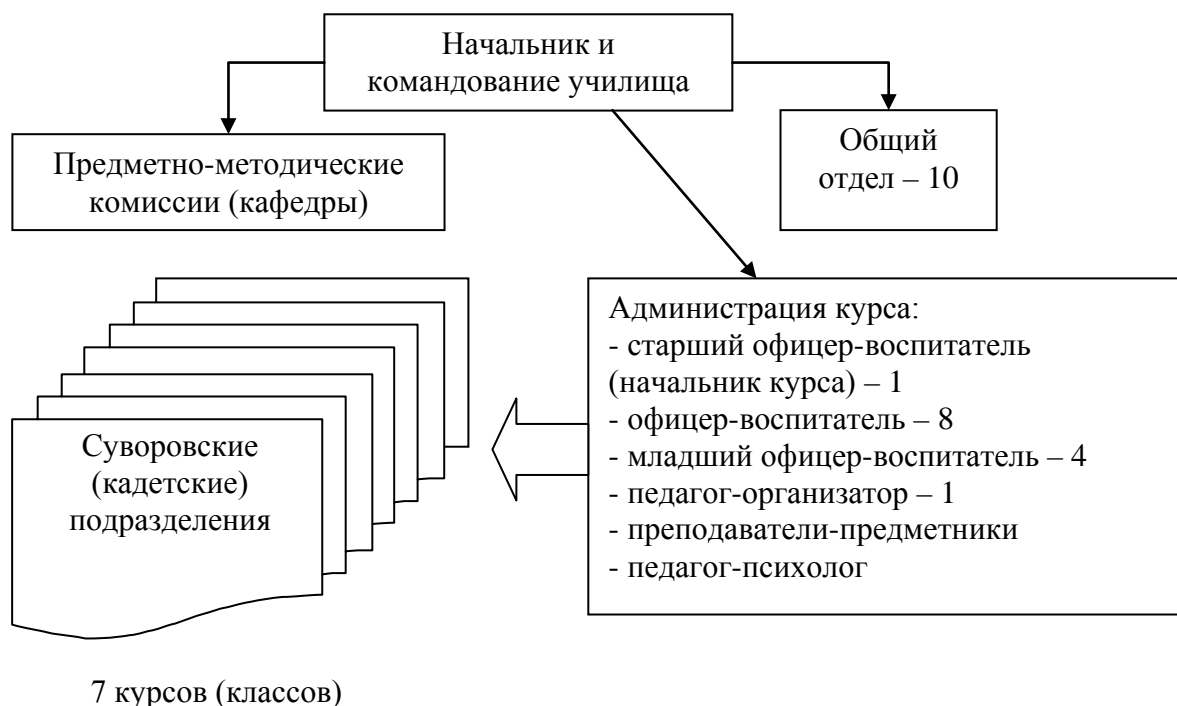 Начальник и
командование училища
Предметно-методические
комиссии (кафедры)
Общий
отдел – 10
Администрация курса:
- старший офицер-воспитатель
(начальник курса) – 1
- офицер-воспитатель – 8
- младший офицер-воспитатель – 4
- педагог-организатор – 1
- преподаватели-предметники
- педагог-психолог
Суворовские
(кадетские)
подразделения
7 курсов (классов)